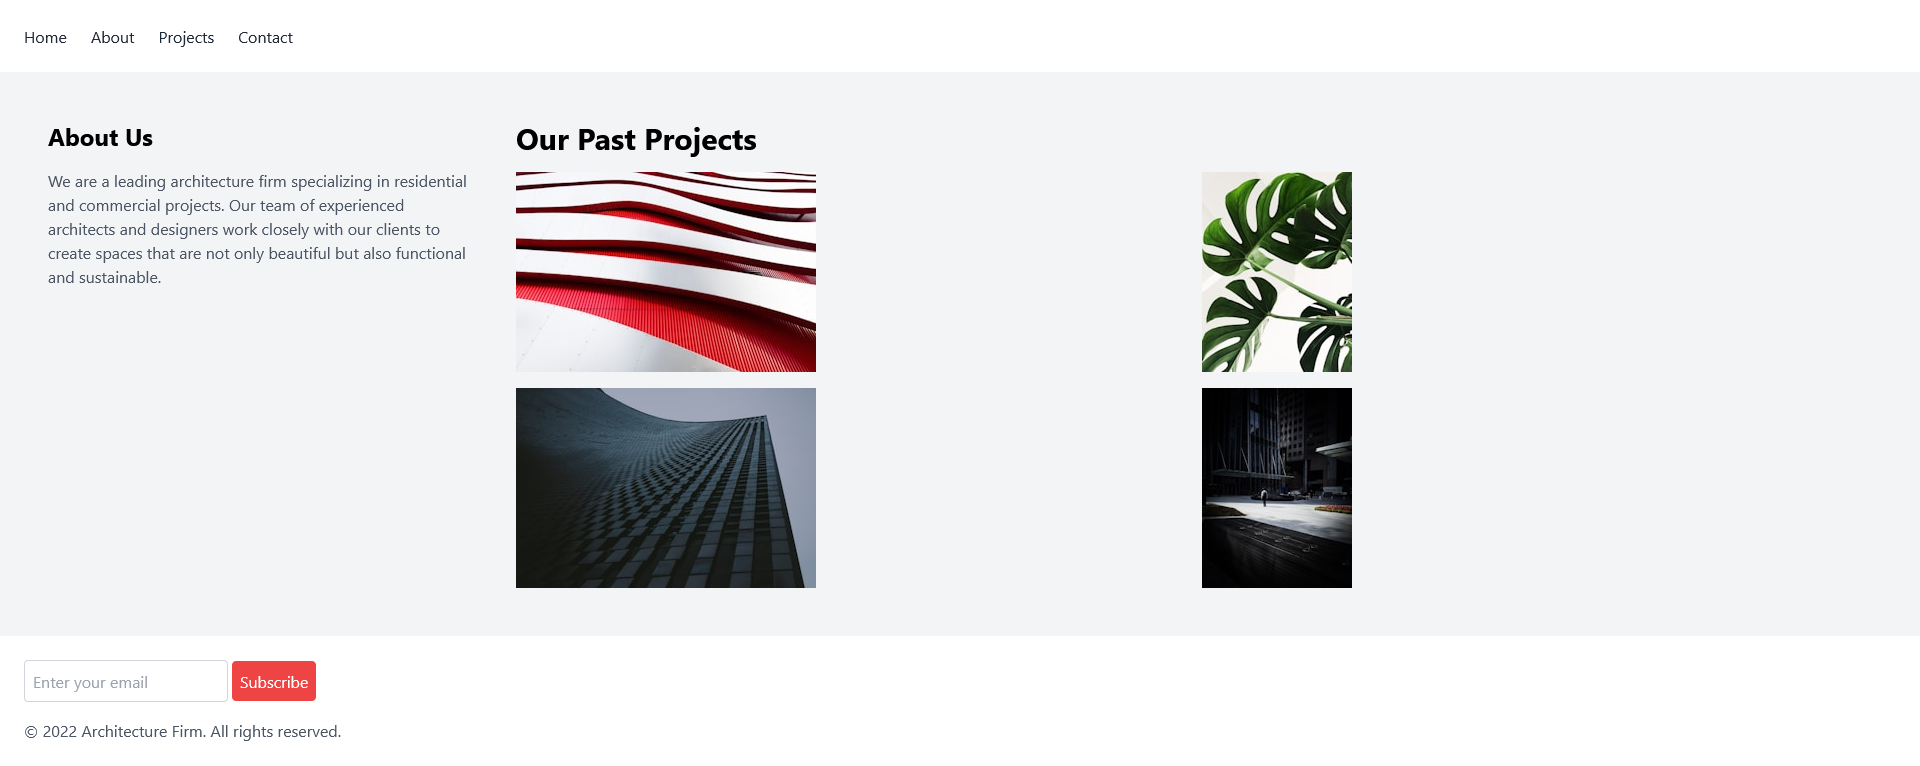 Home About Projects Contact
About Us
We are a leading architecture firm specializing in residential
and commercial projects. Our team of experienced
architects and designers work closely with our clients to
create spaces that are not only beautiful but also functional
and sustainable.
Our Past Projects
Enter your email Subscribe
© 2022 Architecture Firm. All rights reserved.